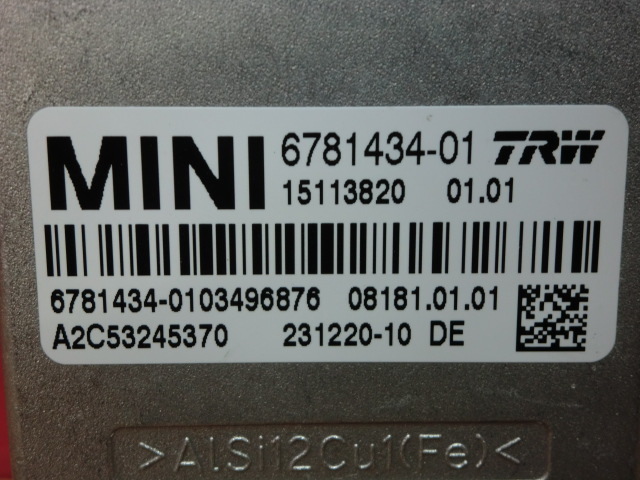 MINI 6781434-01 TRW
15113820 01.01
6781434-0103496876 08181.01.01
A2C53245370 231220-10 DE
>AlSi12Cu1(Fe)<